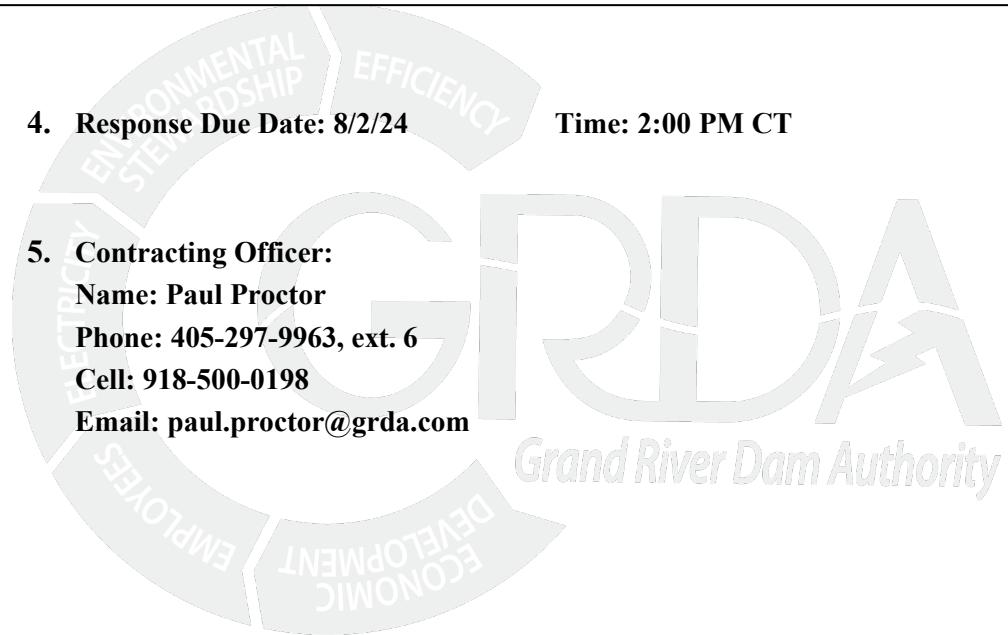 4. Response Due Date: 8/2/24 Time: 2:00 PM CT
5. Contracting Officer:
Name: Paul Proctor
Phone: 405-297-9963, ext. 6
Cell: 918-500-0198
Email: paul.proctor@grda.com
ENVIRONMENTAL
STEWARDSHIP
EFFICIENCY
ELECTRICITY
EMPLOYEES
ECONOMIC
DEVELOPMENT
GRDA
Grand River Dam Authority